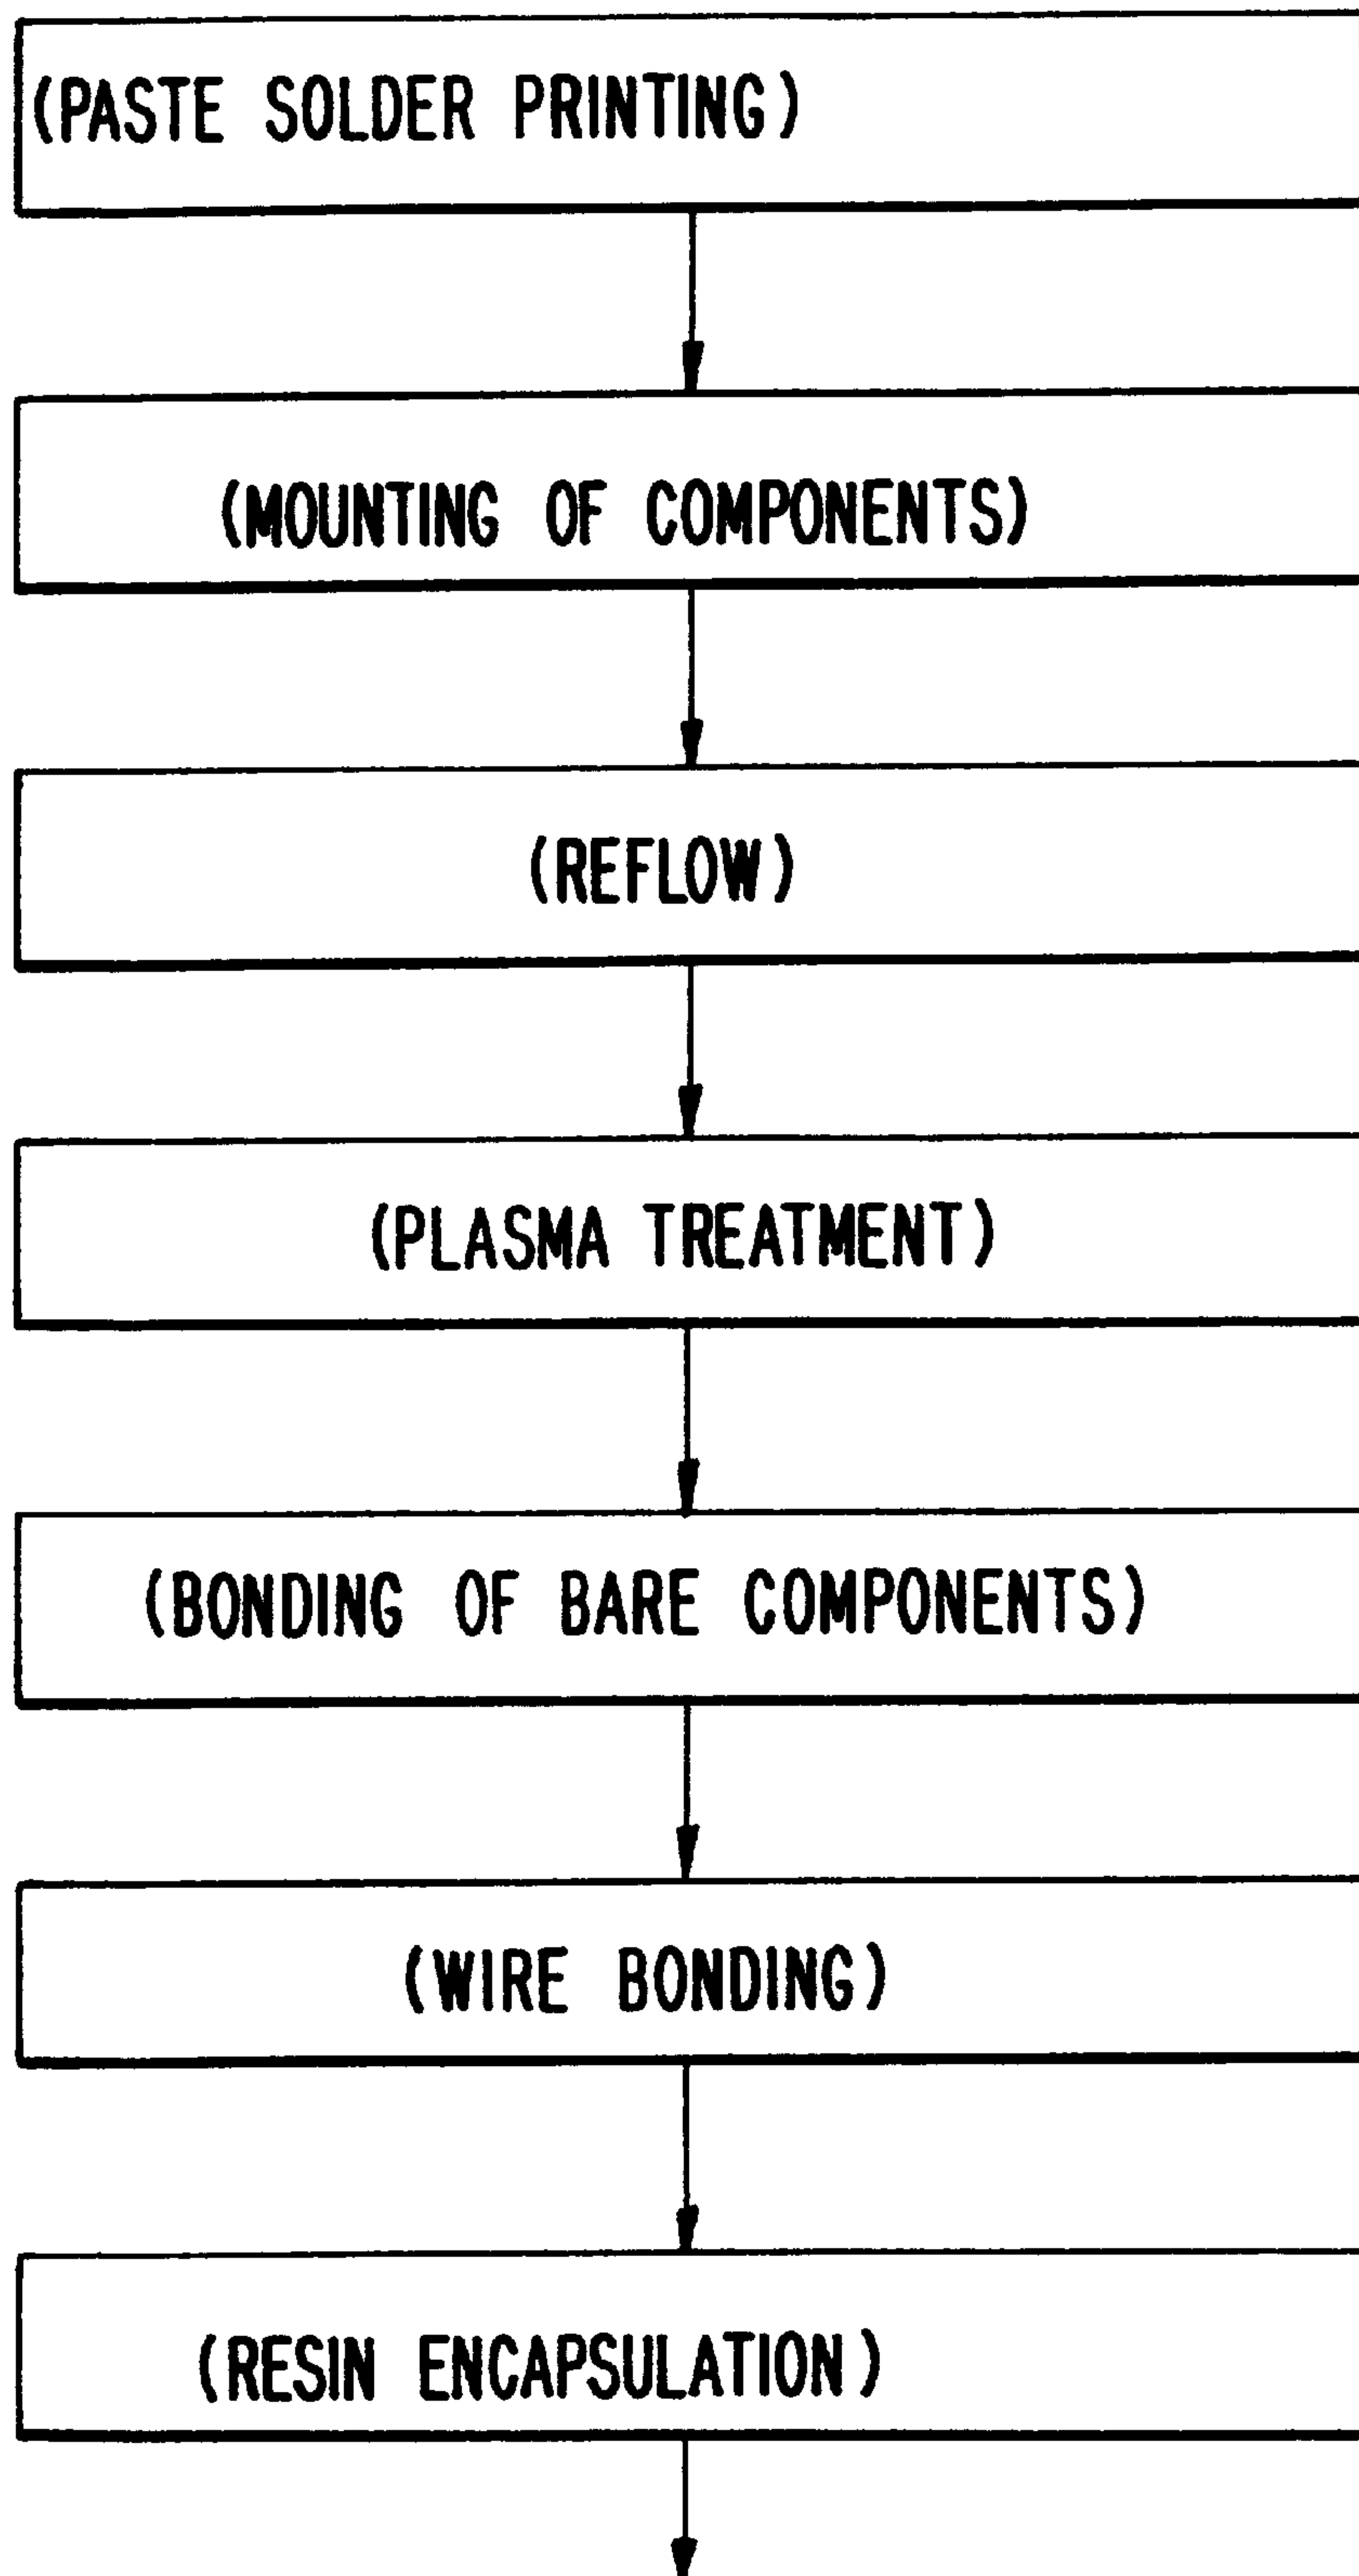 (PASTE SOLDER PRINTING)
(MOUNTING OF COMPONENTS)
(REFLOW)
(PLASMA TREATMENT)
(BONDING OF BARE COMPONENTS)
(WIRE BONDING)
(RESIN ENCAPSULATION)